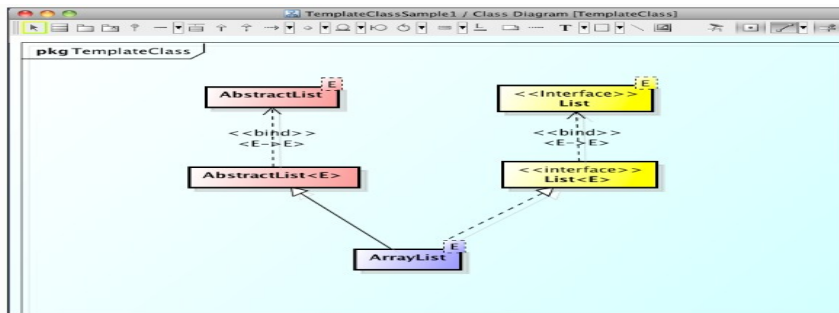 TemplateClassSample1 / Class Diagram [TemplateClass]
T
pkg TemplateClass
E
AbstractList
E
<<Interface>>
List
<<bind>>
<E->E>
<<bind>>
<E->E>
AbstractList<E>
<<interface>>
List<E>
E
ArrayList